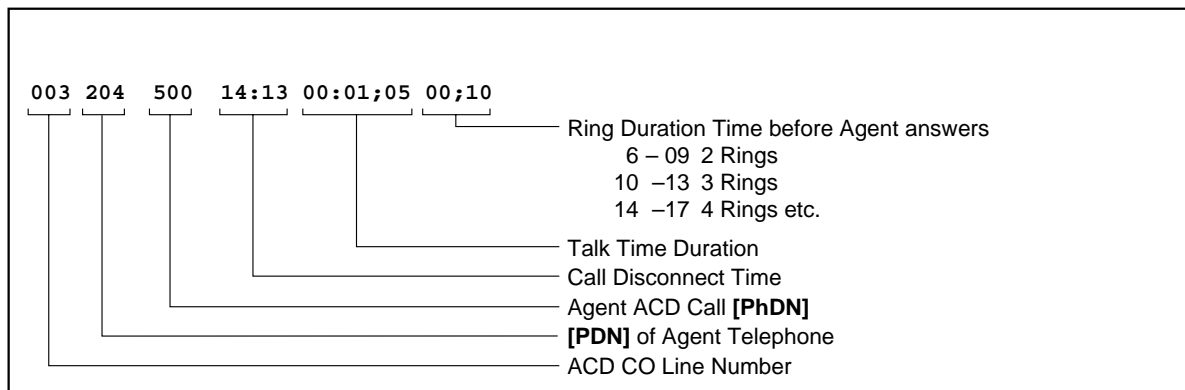 003 204 500 14:13 00:01;05 00;10
Ring Duration Time before Agent answers
6 – 09 2 Rings
10 –13 3 Rings
14 –17 4 Rings etc.
Talk Time Duration
Call Disconnect Time
Agent ACD Call [PhDN]
[PDN] of Agent Telephone
ACD CO Line Number